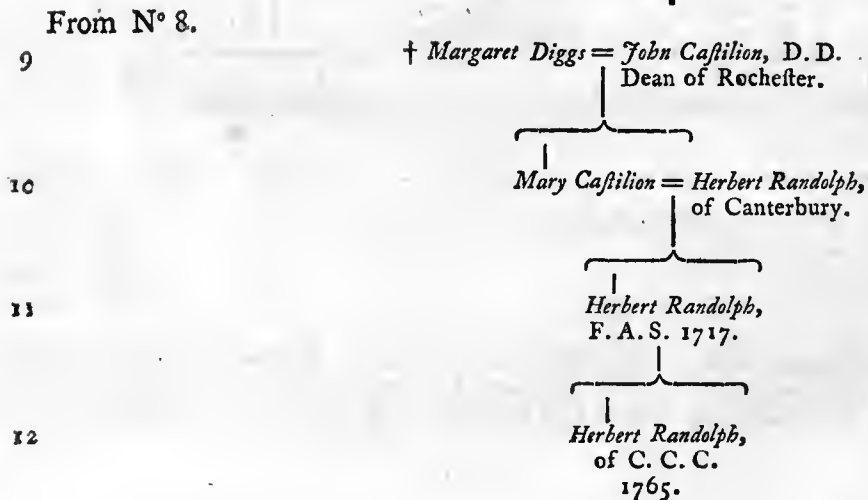 From Nº 8.
9 † Margaret Diggs = John Caſtilion, D. D.
Dean of Rocheſter.
10 Mary Caſtilion = Herbert Randolph,
of Canterbury.
11 Herbert Randolph,
F. A. S. 1717.
12 Herbert Randolph,
of C. C. C.
1765.